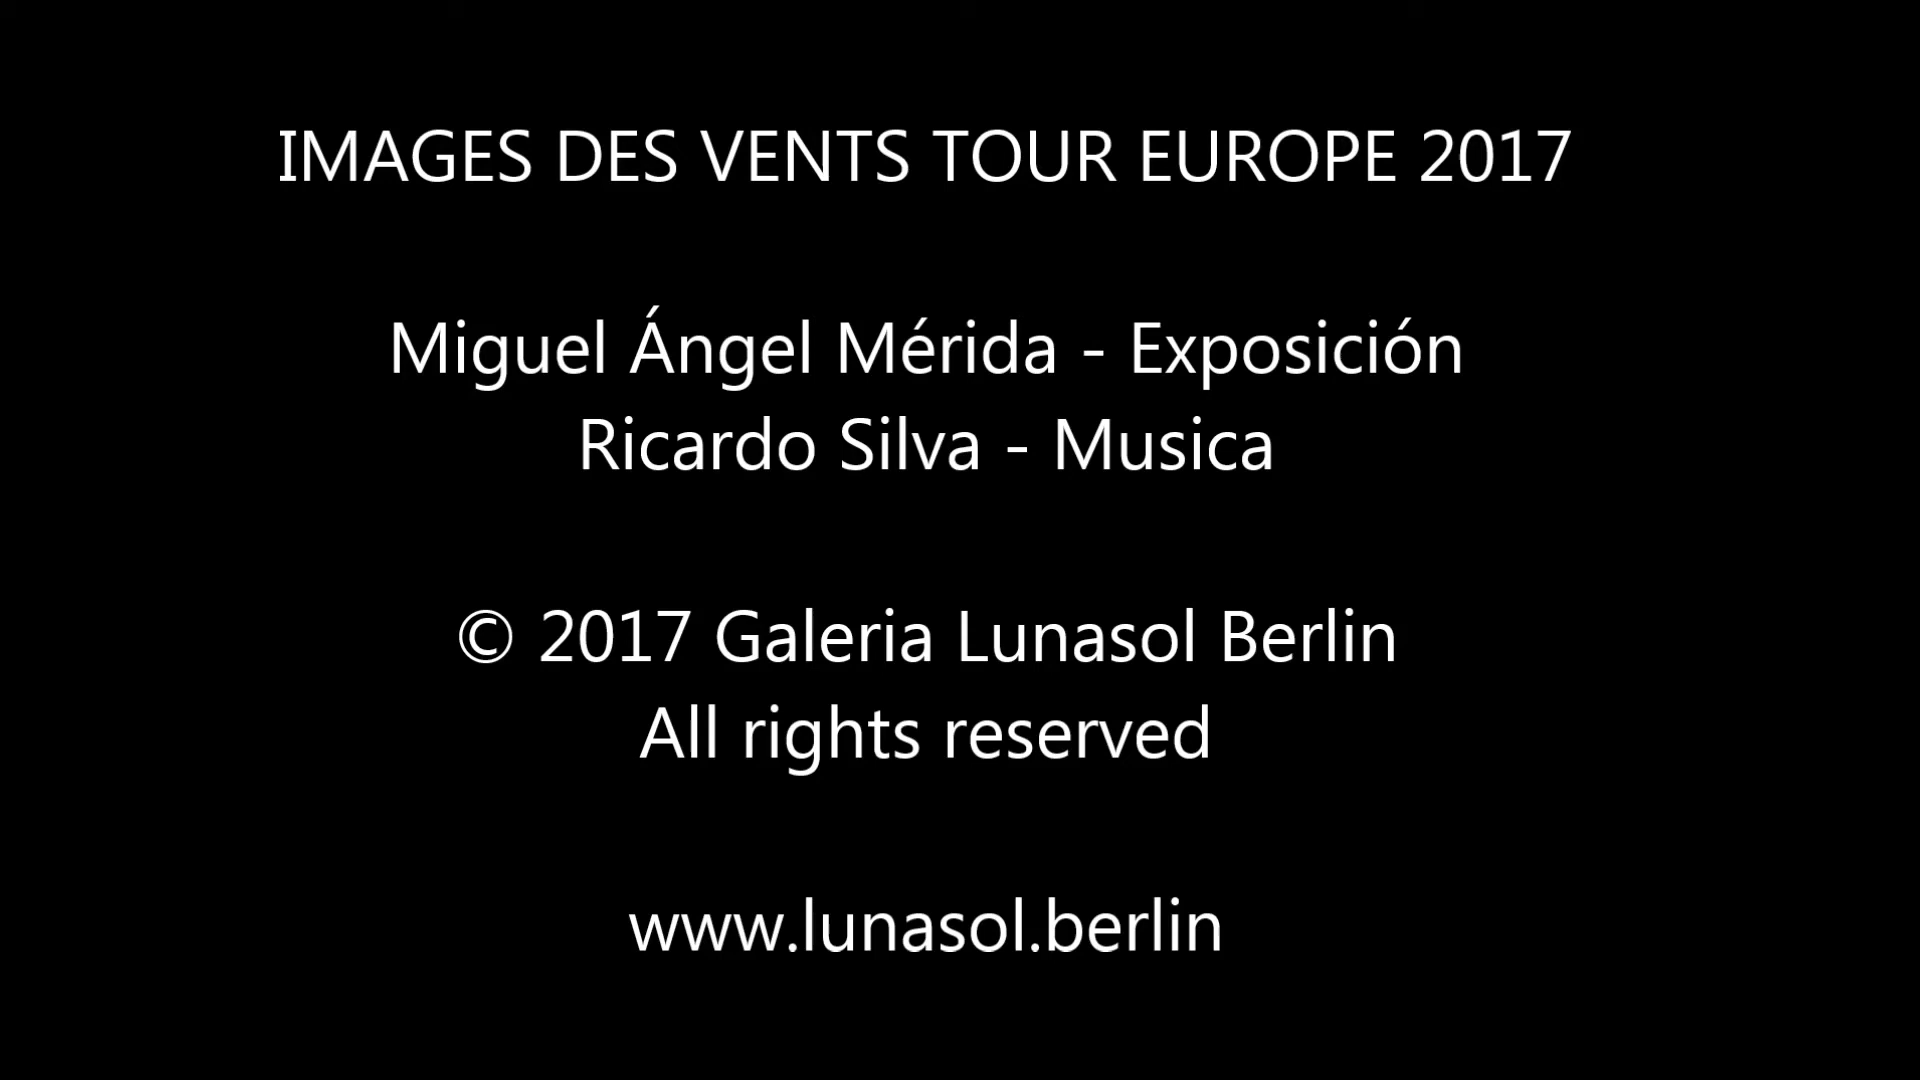 IMAGES DES VENTS TOUR EUROPE 2017
Miguel Ángel Mérida - Exposición
Ricardo Silva - Musica
© 2017 Galeria Lunasol Berlin
All rights reserved
www.lunasol.berlin